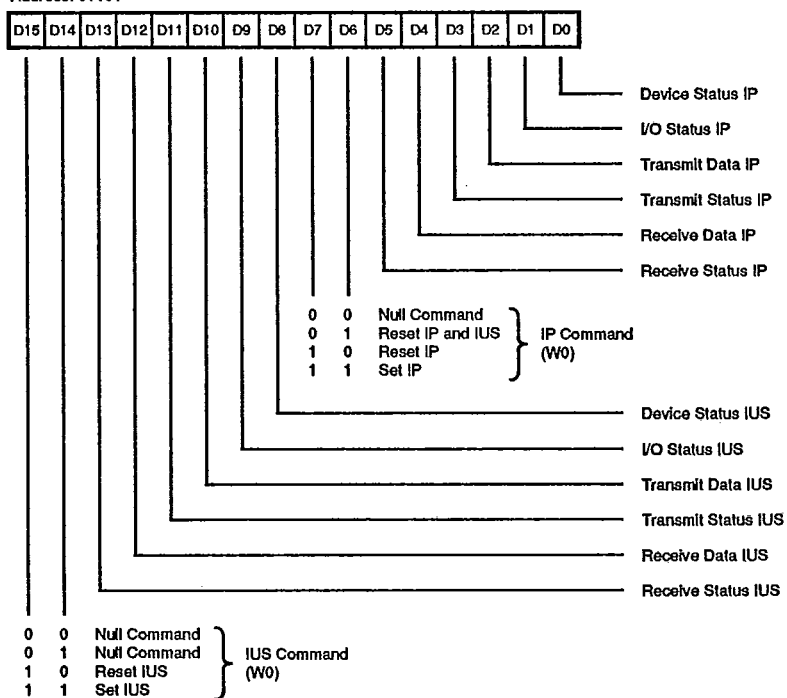 D15 D14 D13 D12 D11 D10 D9 D8 D7 D6 D5 D4 D3 D2 D1 D0
Device Status IP
I/O Status IP
Transmit Data IP
Transmit Status IP
Receive Data IP
Receive Status IP
0 0 Null Command
0 1 Reset IP and IUS
1 0 Reset IP
1 1 Set IP
IP Command
(W0)
Device Status IUS
I/O Status IUS
Transmit Data IUS
Transmit Status IUS
Receive Data IUS
Receive Status IUS
0 0 Null Command
0 1 Null Command
1 0 Reset IUS
1 1 Set IUS
IUS Command
(W0)